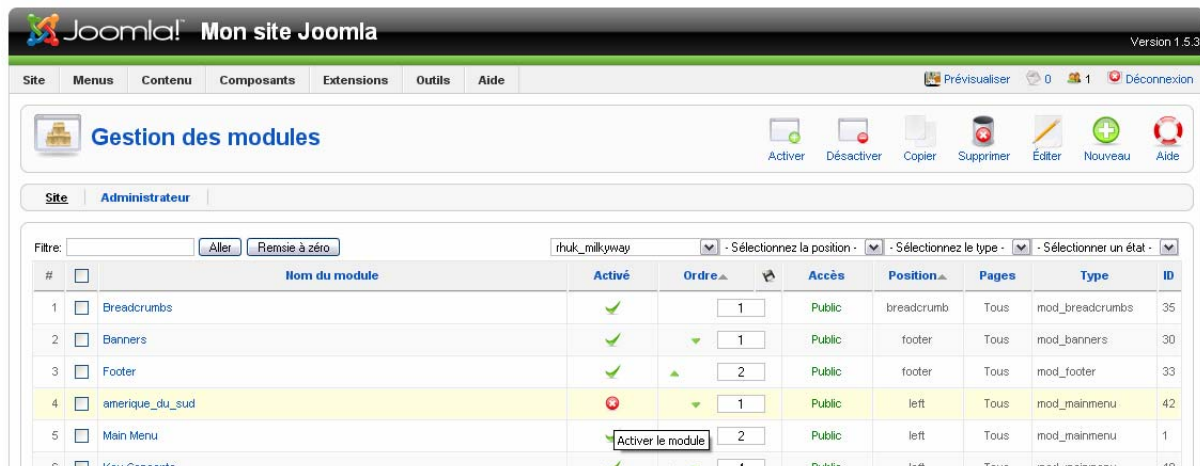 Joomla! Mon site Joomla
Version 1.5.3
Site Menus Contenu Composants Extensions Outils Aide Prévisualiser 0 1 Déconnexion
Gestion des modules
Activer Désactiver Copier Supprimer Éditer Nouveau Aide
Site Administrateur
Filtre: Aller Remsie à zéro rhuk_milkyway - Sélectionnez la position - - Sélectionnez le type - - Sélectionner un état -
# Nom du module Activé Ordre Accès Position Pages Type ID
1 Breadcrumbs 1 Public breadcrumb Tous mod_breadcrumbs 35
2 Banners 1 Public footer Tous mod_banners 30
3 Footer 2 Public footer Tous mod_footer 33
4 amerique_du_sud 1 Public left Tous mod_mainmenu 42
5 Main Menu 2 Public left Tous mod_mainmenu 1
Activer le module